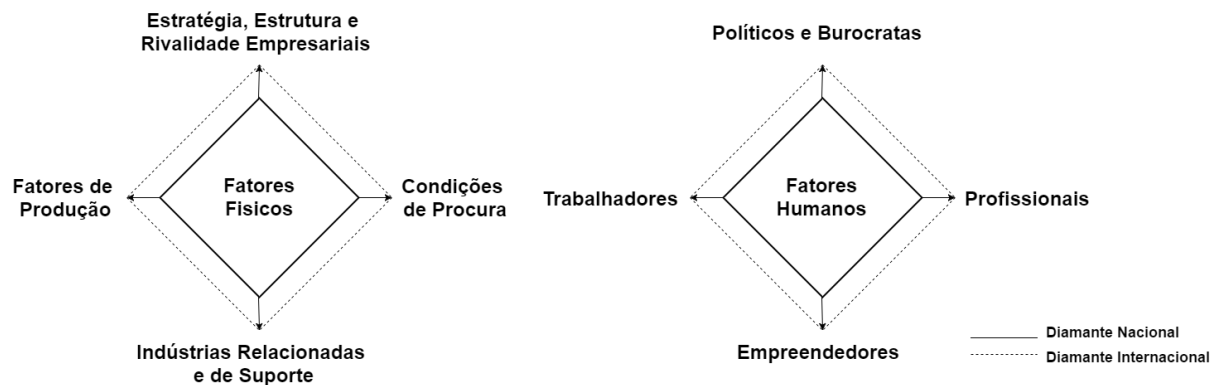 Estratégia, Estrutura e
Rivalidade Empresariais
Fatores de
Produção
Fatores
Fisicos
Condições
de Procura
Indústrias Relacionadas
e de Suporte
Políticos e Burocratas
Trabalhadores
Fatores
Humanos
Profissionais
Empreendedores
Diamante Nacional
Diamante Internacional